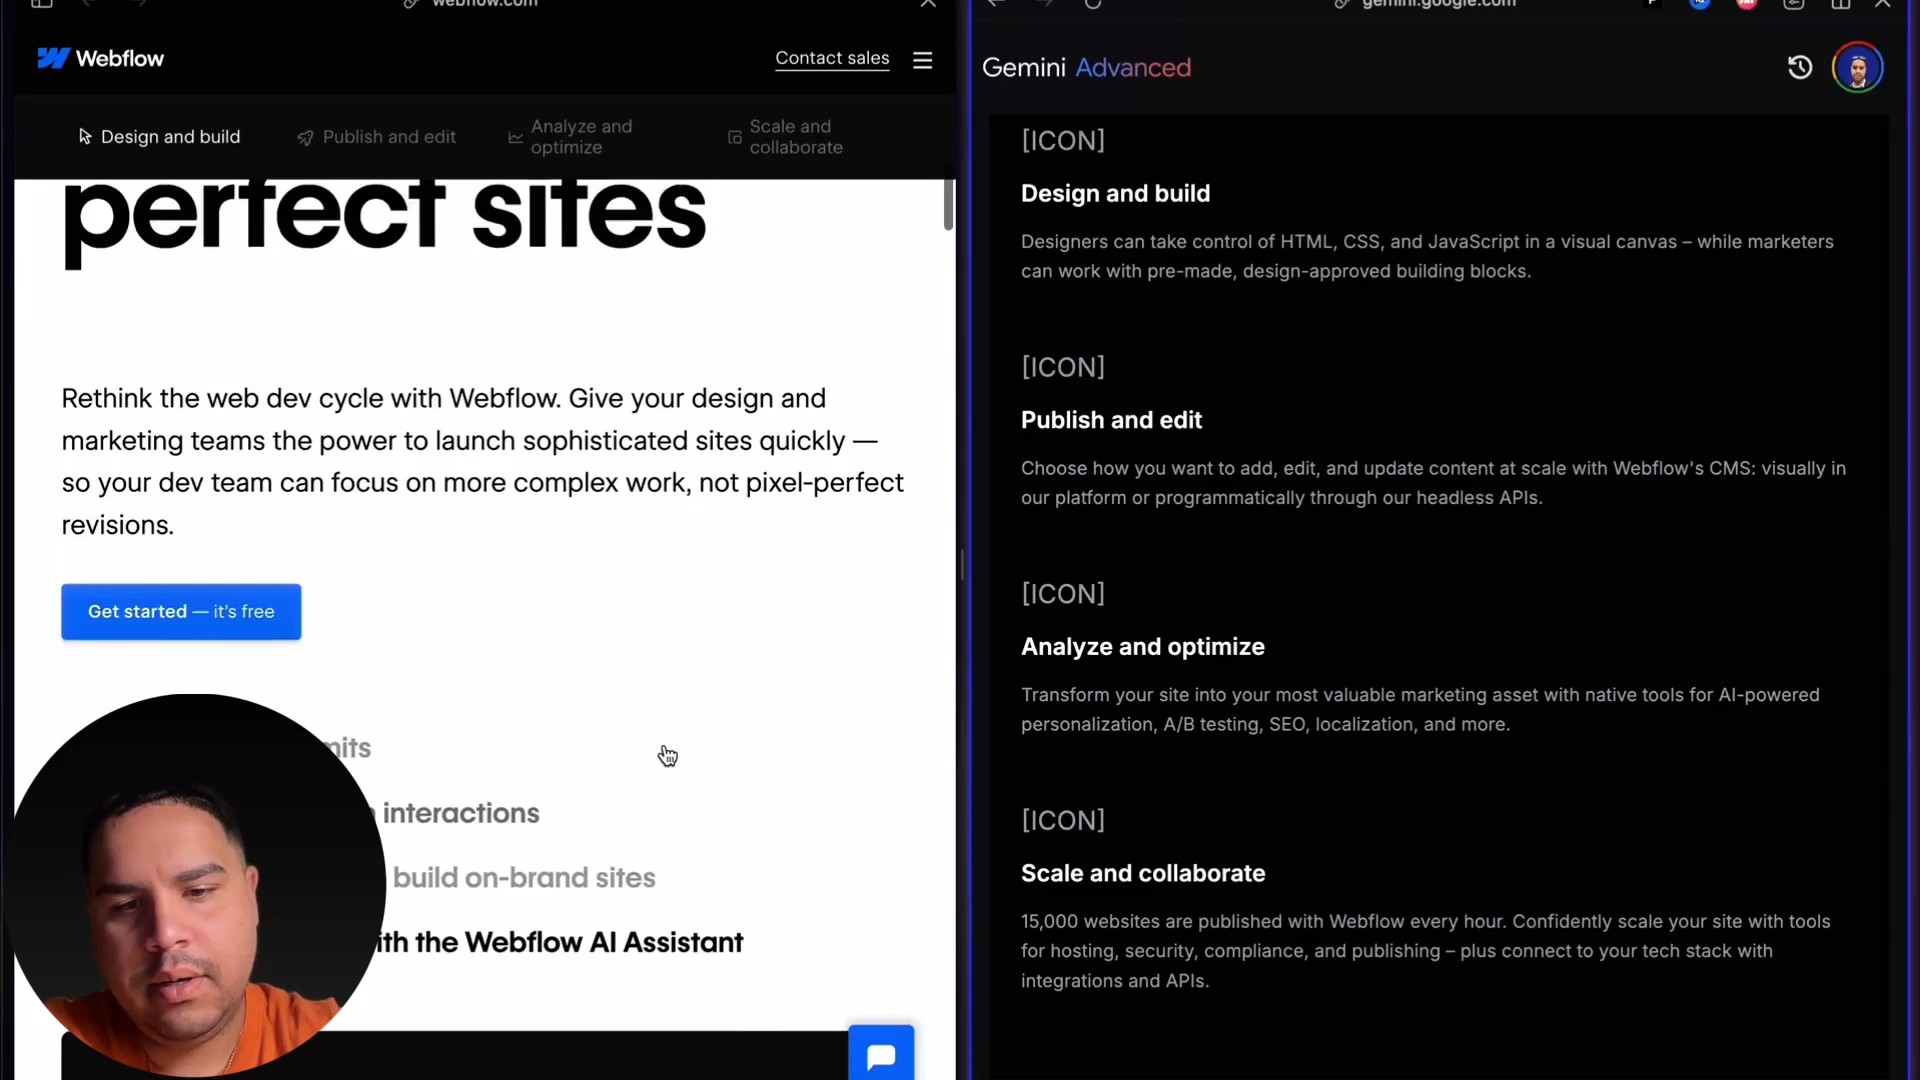 webflow.com
Webflow
Contact sales
Design and build
Publish and edit
Analyze and
optimize
Scale and
collaborate
perfect sites
Rethink the web dev cycle with Webflow. Give your design and
marketing teams the power to launch sophisticated sites quickly —
so your dev team can focus on more complex work, not pixel-perfect
revisions.
Get started — it's free
interactions
build on-brand sites
the Webflow AI Assistant
gemini.google.com
Gemini Advanced
[ICON]
Design and build
Designers can take control of HTML, CSS, and JavaScript in a visual canvas – while marketers
can work with pre-made, design-approved building blocks.
[ICON]
Publish and edit
Choose how you want to add, edit, and update content at scale with Webflow's CMS: visually in
our platform or programmatically through our headless APIs.
[ICON]
Analyze and optimize
Transform your site into your most valuable marketing asset with native tools for AI-powered
personalization, A/B testing, SEO, localization, and more.
[ICON]
Scale and collaborate
15,000 websites are published with Webflow every hour. Confidently scale your site with tools
for hosting, security, compliance, and publishing – plus connect to your tech stack with
integrations and APIs.